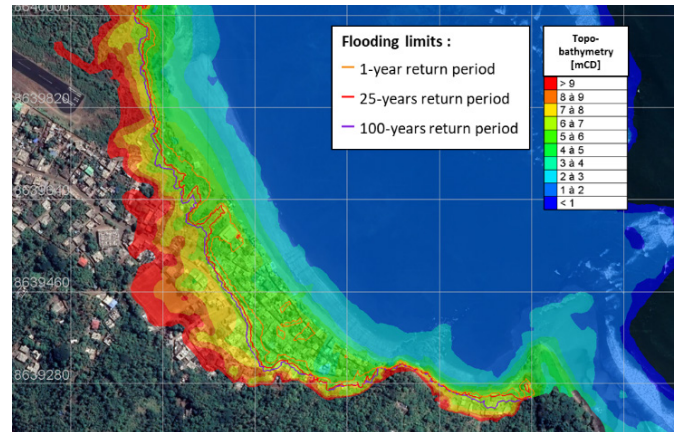 8640000
Flooding limits :
1-year return period
25-years return period
100-years return period
Topo-
bathymetry
[mCD]
> 9
8 à 9
7 à 8
6 à 7
5 à 6
4 à 5
3 à 4
2 à 3
1 à 2
< 1
8639820
8639640
8639460
8639280